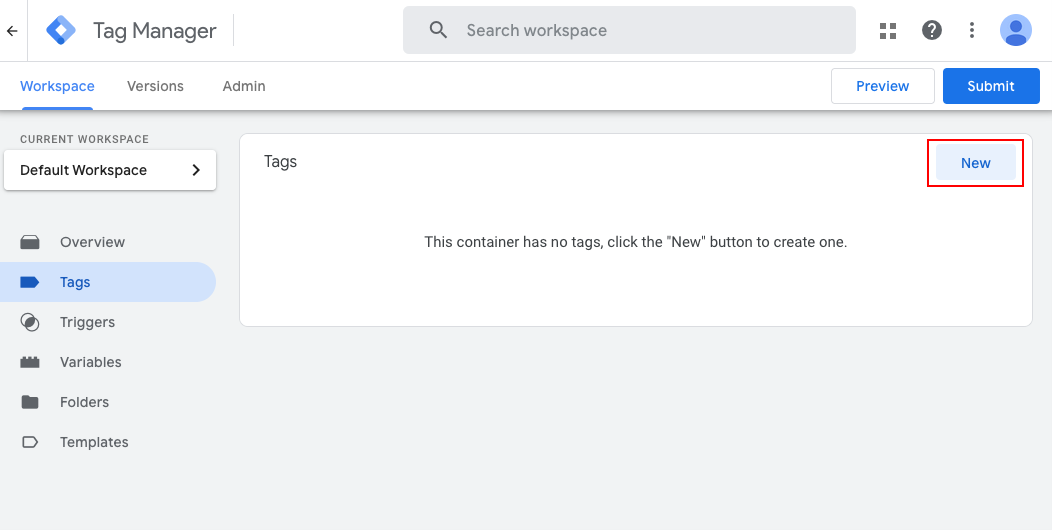 Tag Manager
Search workspace
Workspace
Versions
Admin
Preview
Submit
CURRENT WORKSPACE
Default Workspace
Overview
Tags
Triggers
Variables
Folders
Templates
Tags
New
This container has no tags, click the "New" button to create one.